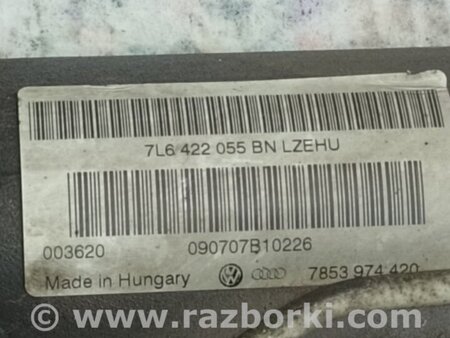 7L6 422 055 BN LZEHU
003620 090707B10226
Made in Hungary 7853 974 420
© www.razborki.com